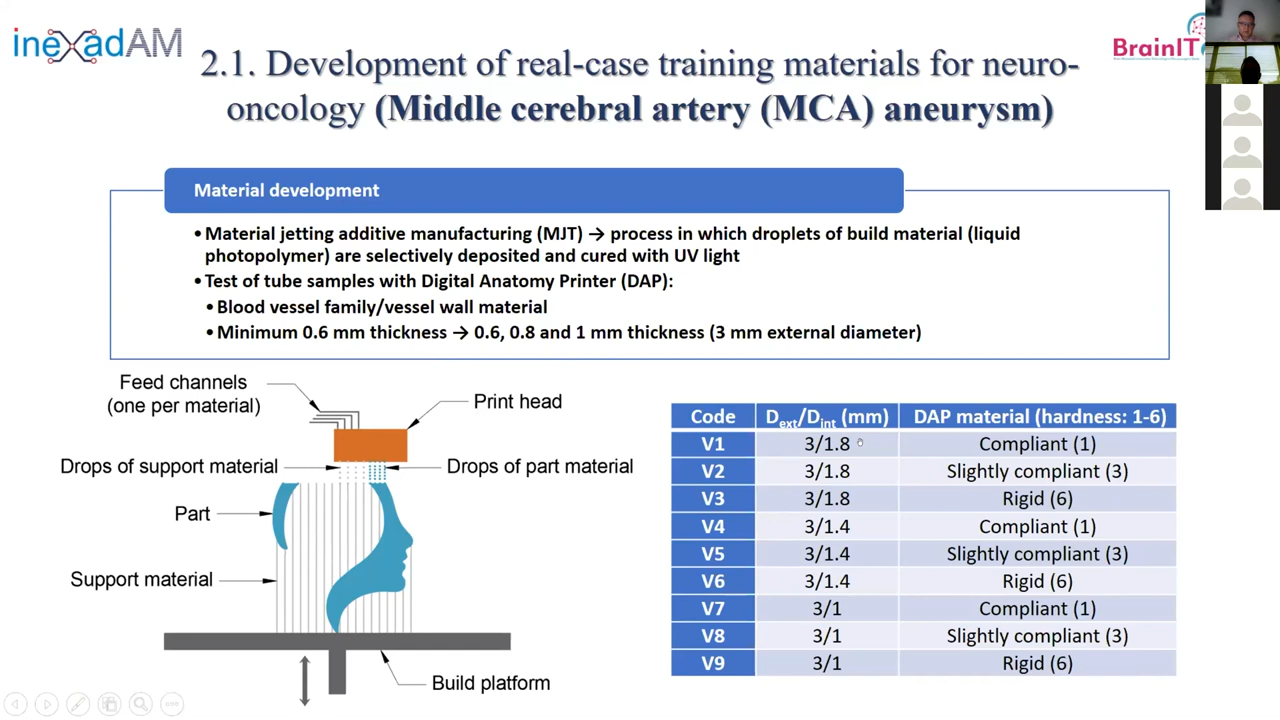 inexadAM
BrainIT
2.1. Development of real-case training materials for neuro-
oncology (Middle cerebral artery (MCA) aneurysm)
Material development
•Material jetting additive manufacturing (MJT) → process in which droplets of build material (liquid
photopolymer) are selectively deposited and cured with UV light
•Test of tube samples with Digital Anatomy Printer (DAP):
•Blood vessel family/vessel wall material
•Minimum 0.6 mm thickness → 0.6, 0.8 and 1 mm thickness (3 mm external diameter)
Feed channels
(one per material)
Print head
Drops of support material
Drops of part material
Part
Support material
Build platform
Code Dext/Dint (mm) DAP material (hardness: 1-6)
V1 3/1.8 Compliant (1)
V2 3/1.8 Slightly compliant (3)
V3 3/1.8 Rigid (6)
V4 3/1.4 Compliant (1)
V5 3/1.4 Slightly compliant (3)
V6 3/1.4 Rigid (6)
V7 3/1 Compliant (1)
V8 3/1 Slightly compliant (3)
V9 3/1 Rigid (6)